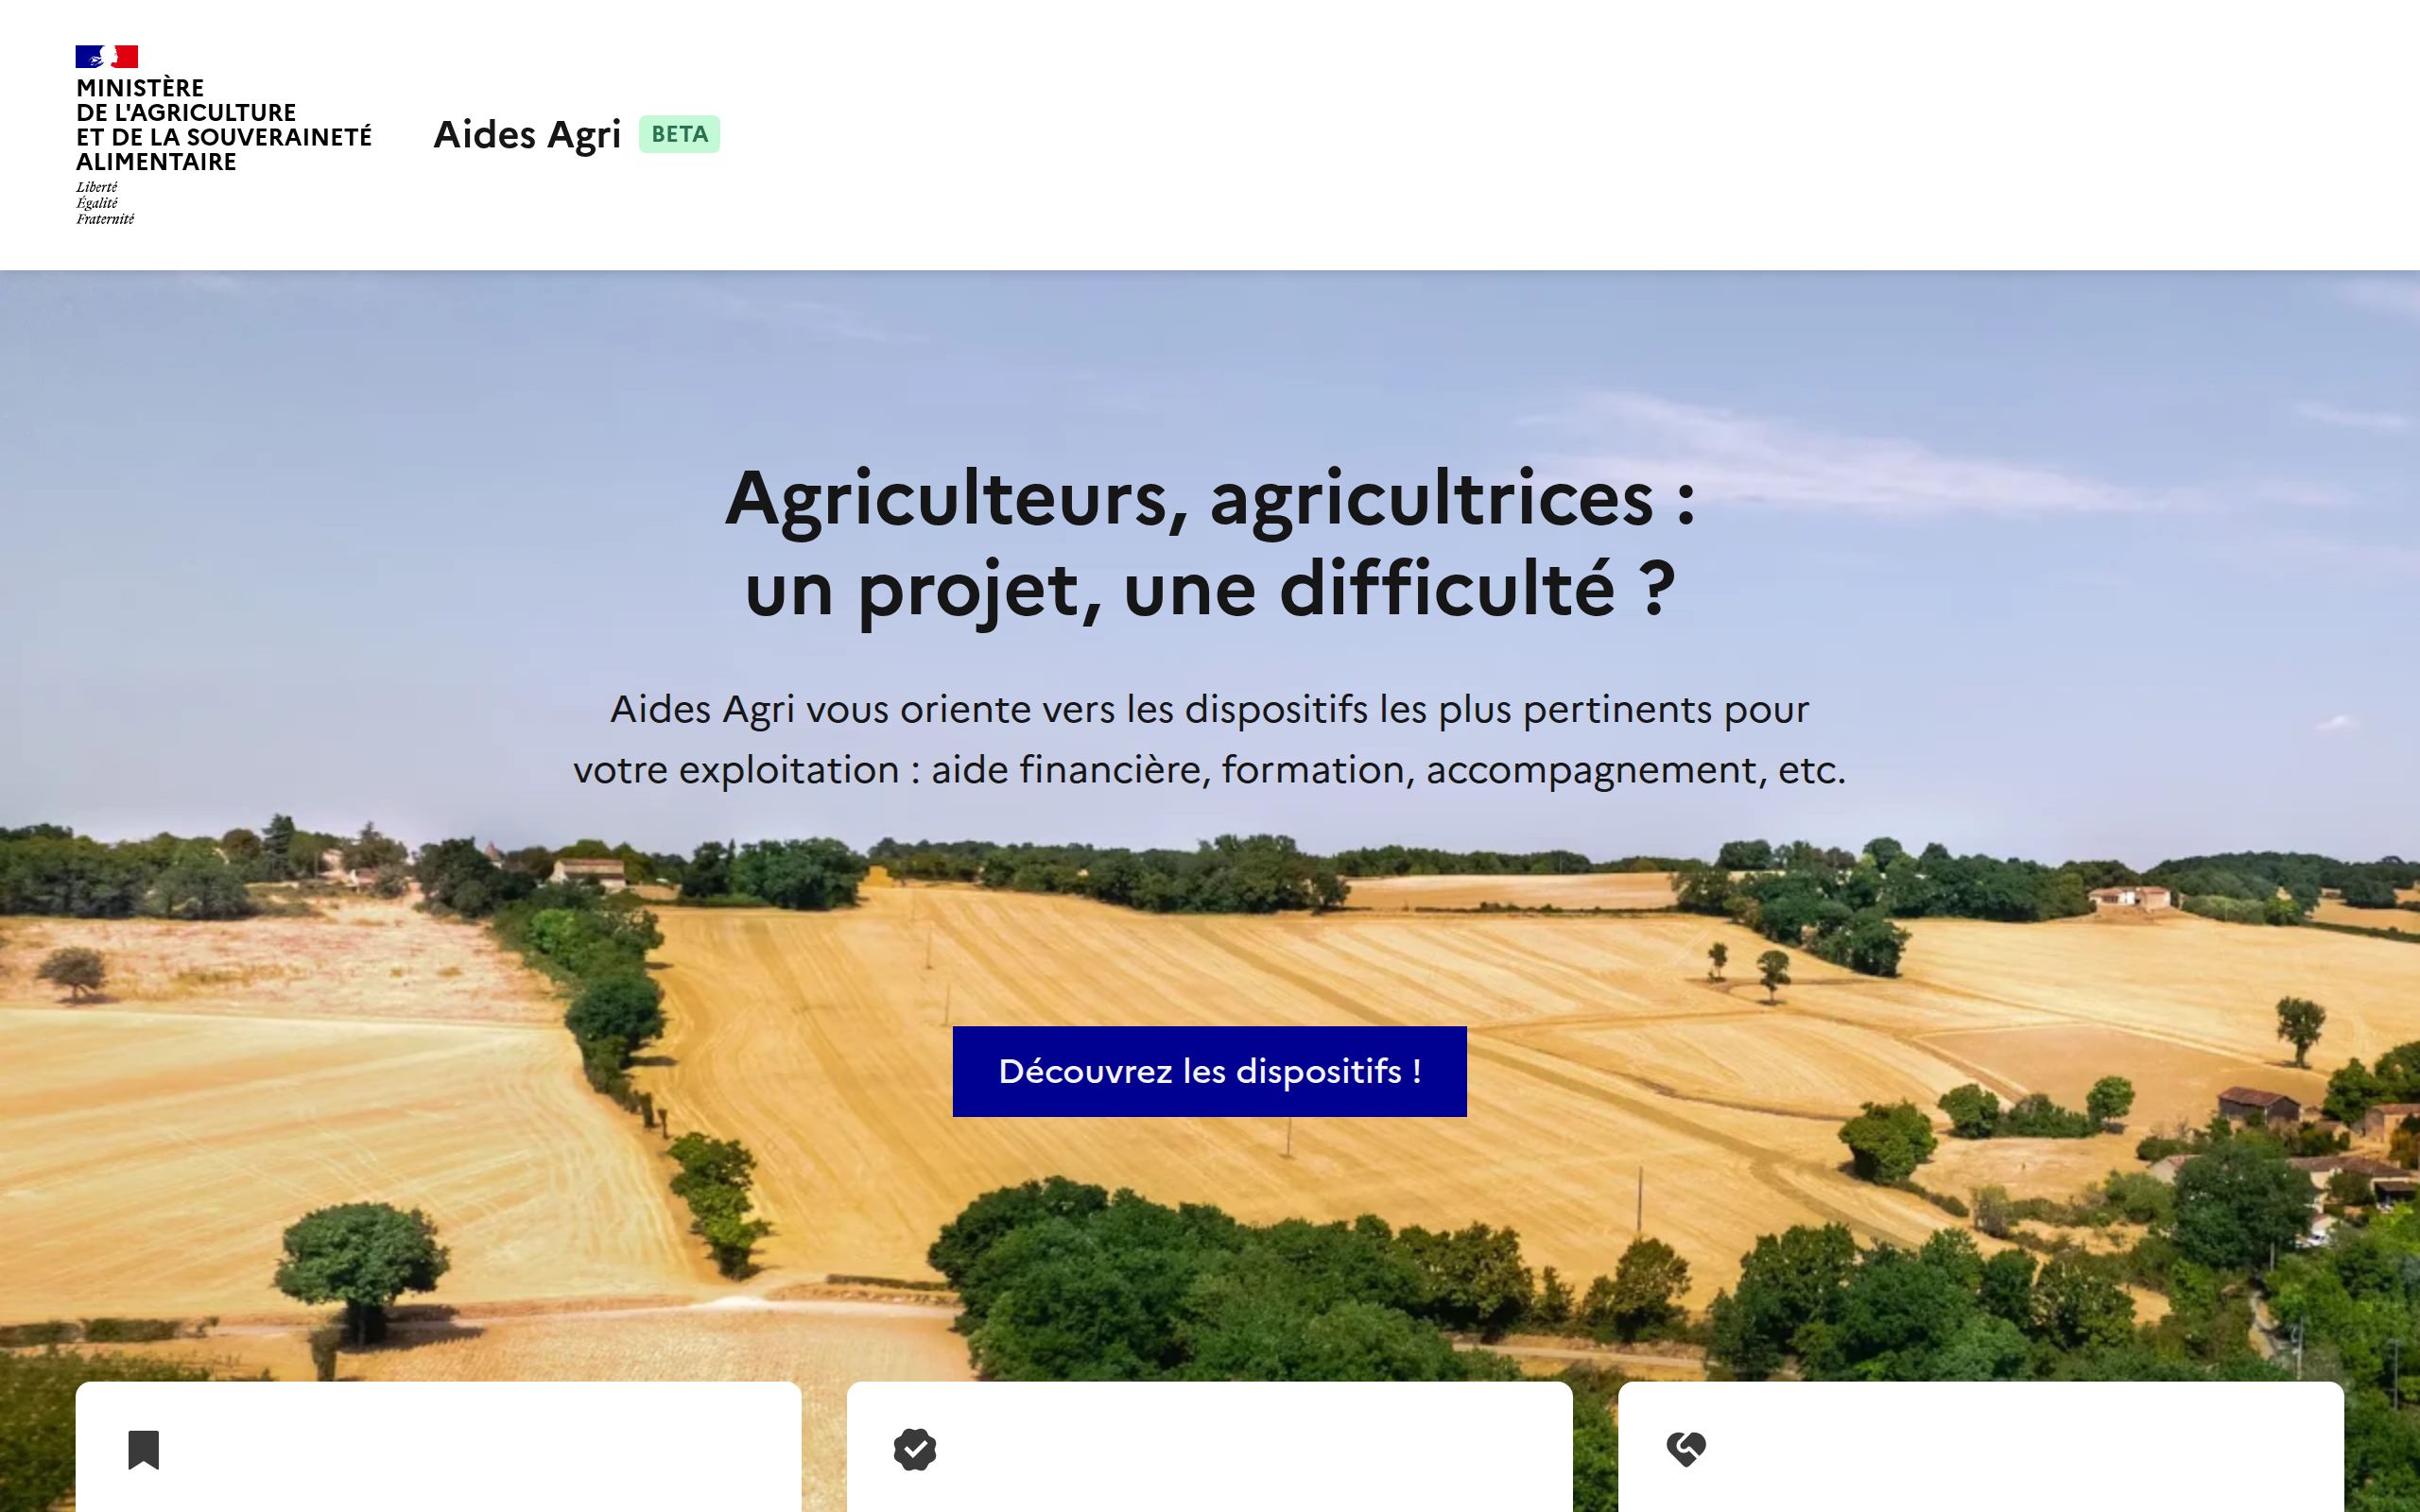 MINISTÈRE
DE L'AGRICULTURE
ET DE LA SOUVERAINETÉ
ALIMENTAIRE
Liberté
Égalité
Fraternité
Aides Agri BETA
Agriculteurs, agricultrices :
un projet, une difficulté ?
Aides Agri vous oriente vers les dispositifs les plus pertinents pour
votre exploitation : aide financière, formation, accompagnement, etc.
Découvrez les dispositifs !